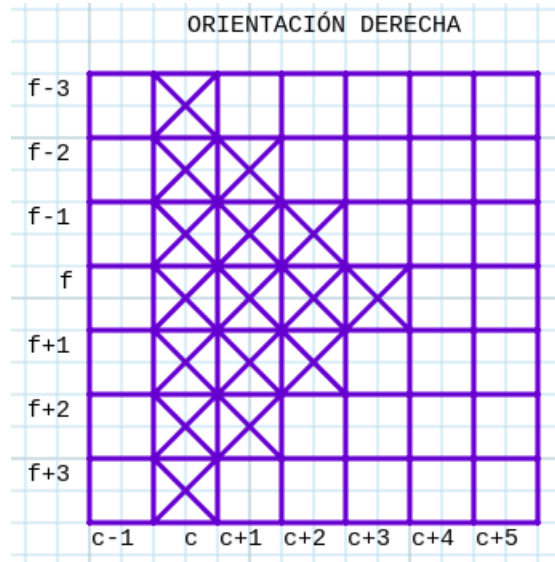 ORIENTACIÓN DERECHA
f-3
f-2
f-1
f
f+1
f+2
f+3
c-1 c c+1 c+2 c+3 c+4 c+5